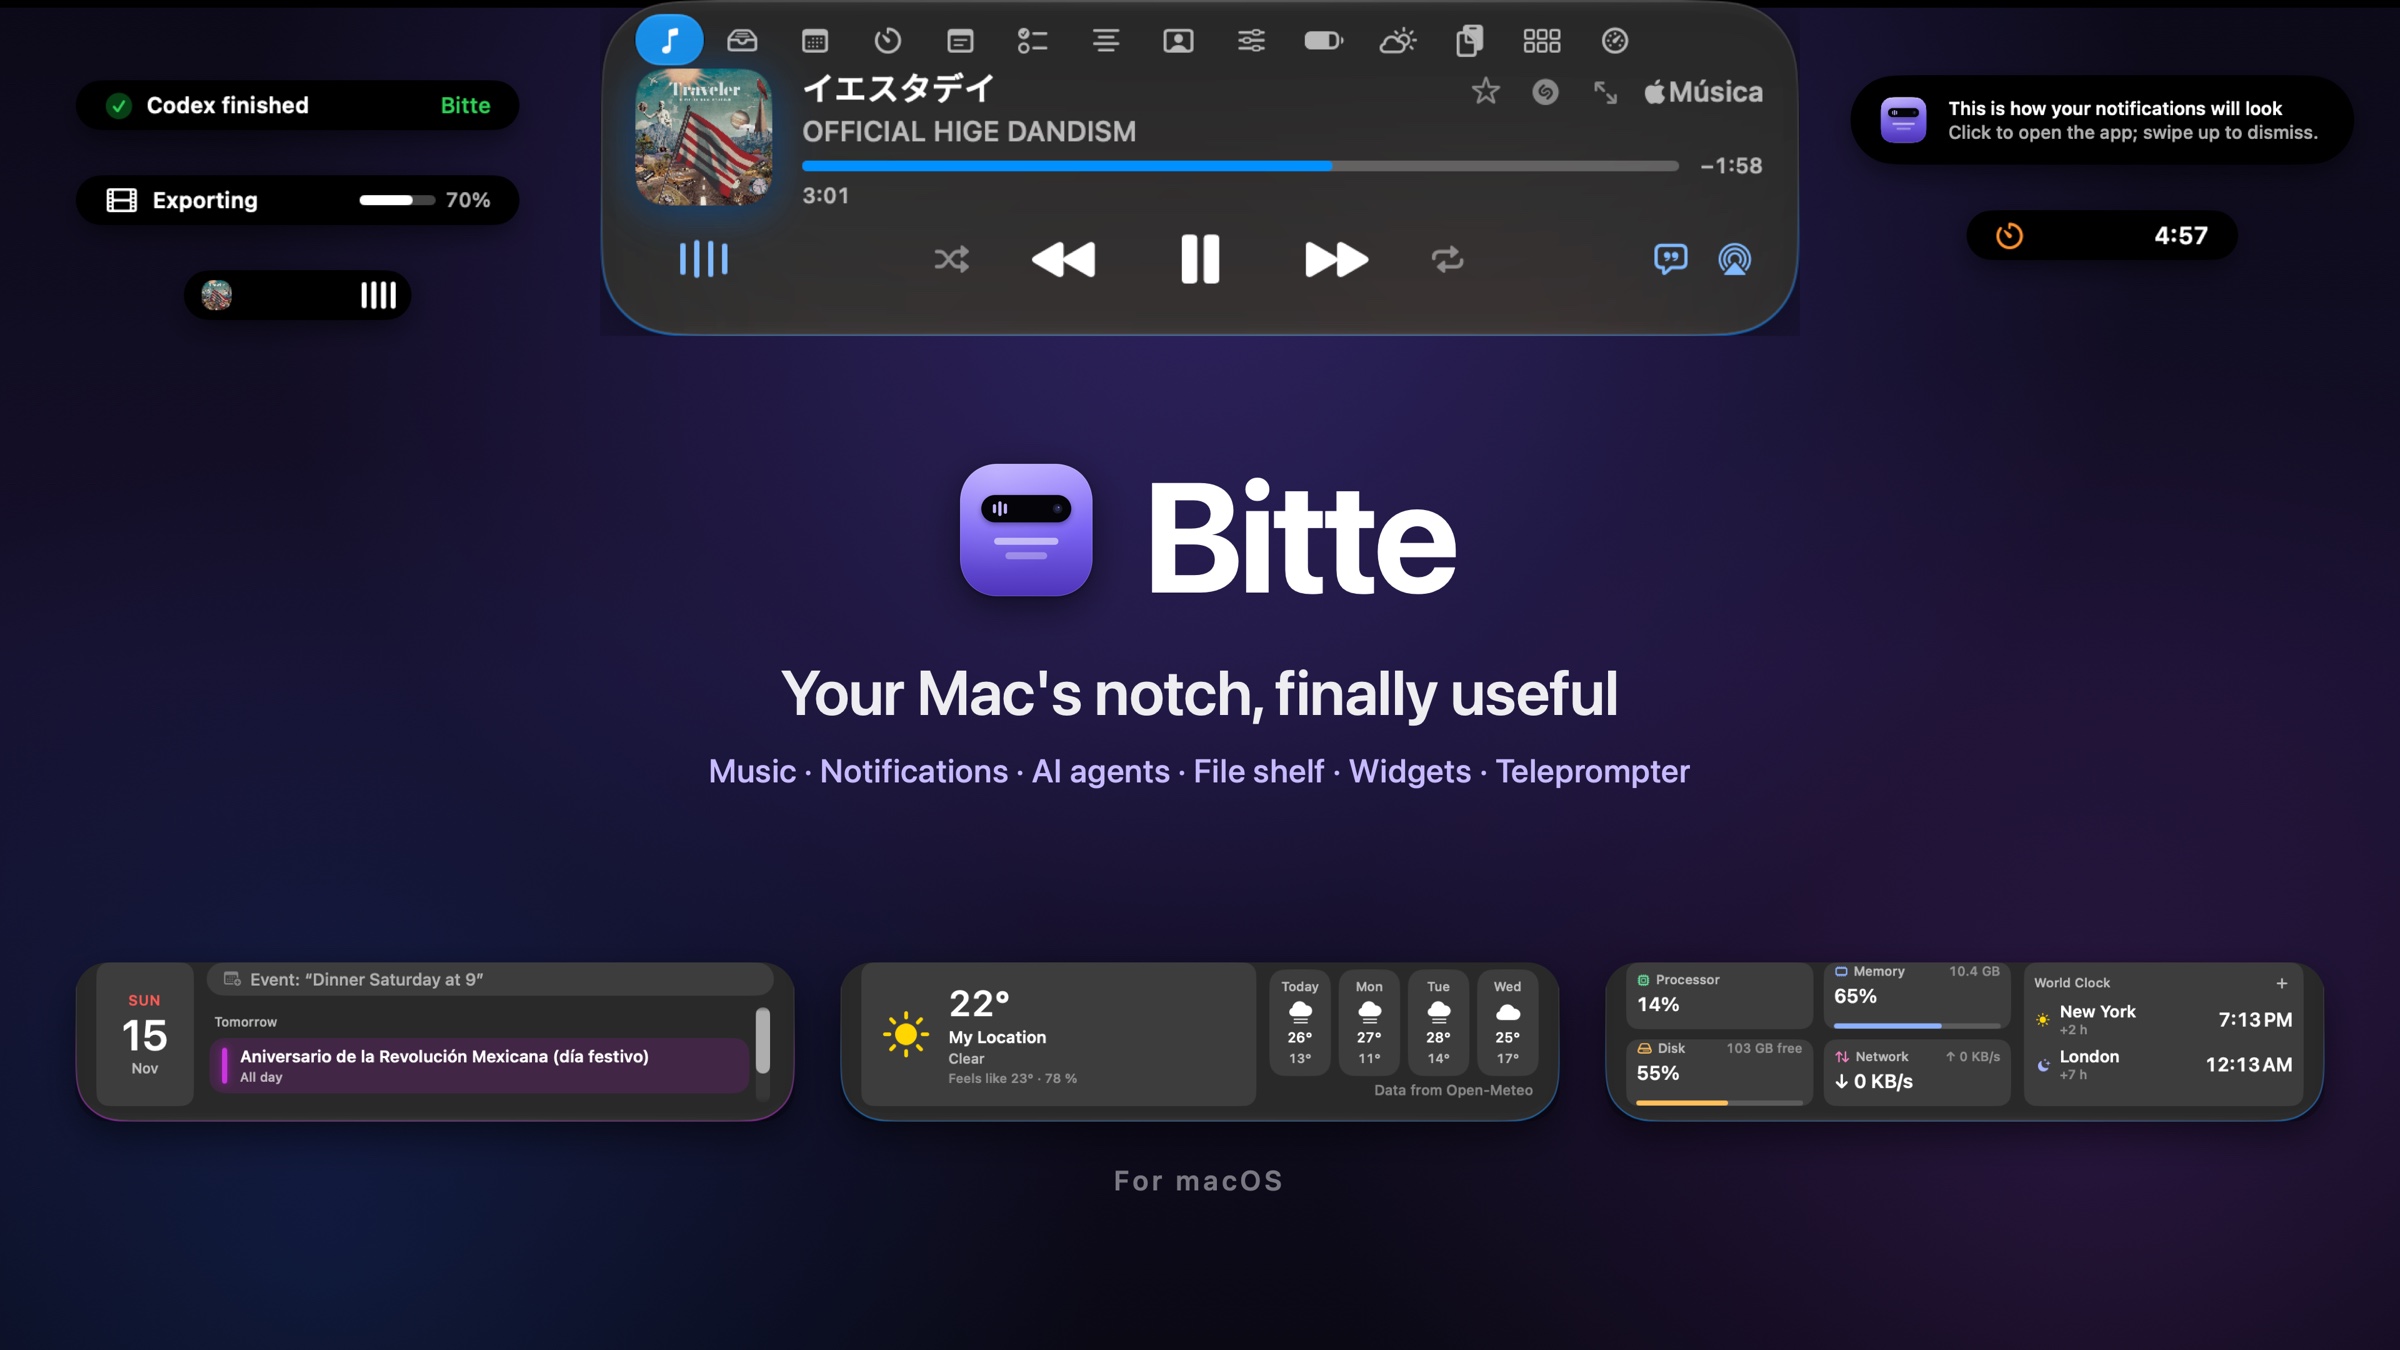 Codex finished
Bitte
Exporting
70%
Traveler
イエスタデイ
OFFICIAL HIGE DANDISM
Música
−1:58
3:01
This is how your notifications will look
Click to open the app; swipe up to dismiss.
4:57
Bitte
Your Mac's notch, finally useful
Music · Notifications · AI agents · File shelf · Widgets · Teleprompter
SUN
15
Nov
Event: “Dinner Saturday at 9”
Tomorrow
Aniversario de la Revolución Mexicana (día festivo)
All day
22°
My Location
Clear
Feels like 23° · 78 %
Today
26°
13°
Mon
27°
11°
Tue
28°
14°
Wed
25°
17°
Data from Open-Meteo
Processor
14%
Memory
10.4 GB
65%
Disk
103 GB free
55%
Network
↑ 0 KB/s
↓ 0 KB/s
World Clock
+
New York
+2 h
7:13 PM
London
+7 h
12:13 AM
For macOS